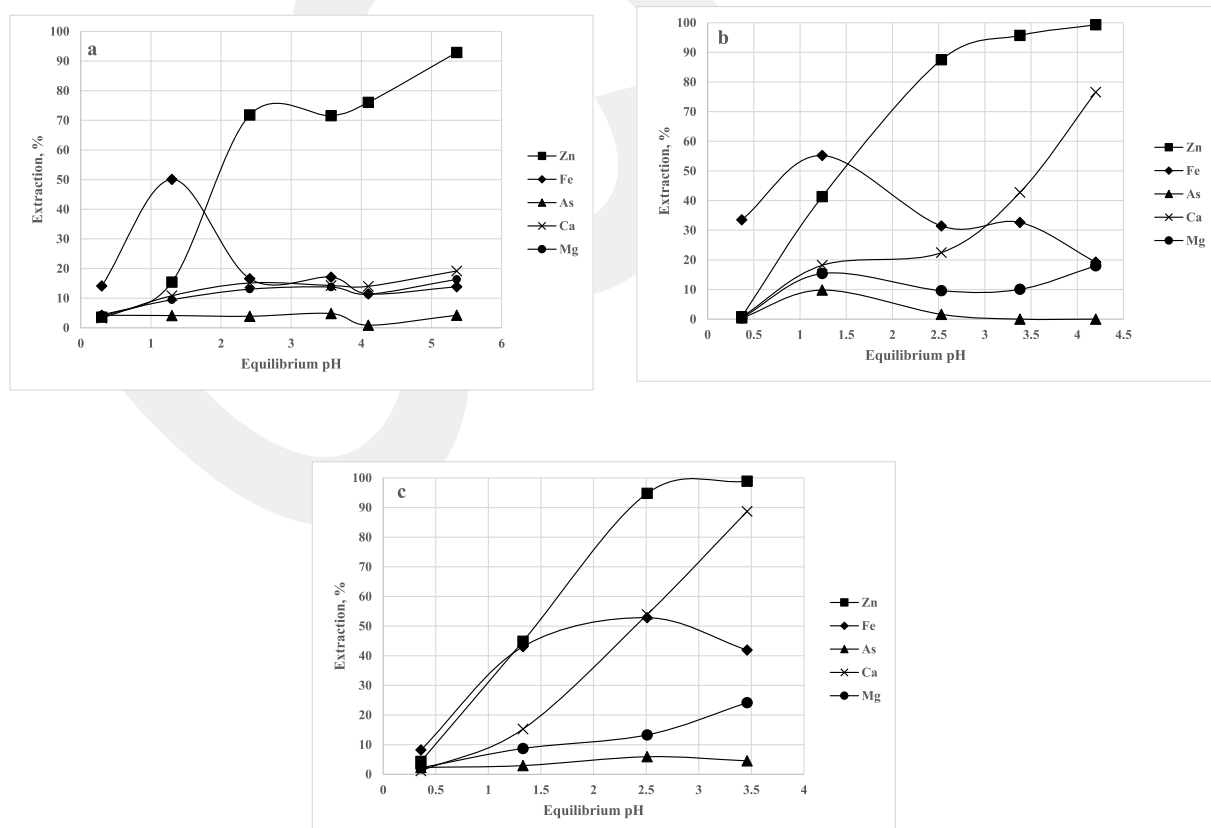 a
100
90
80
70
60
50
40
30
20
10
0
Extraction, %
0 1 2 3 4 5 6
Equilibrium pH
Zn
Fe
As
Ca
Mg
b
100
90
80
70
60
50
40
30
20
10
0
Extraction, %
0 0.5 1 1.5 2 2.5 3 3.5 4 4.5
Equilibrium pH
Zn
Fe
As
Ca
Mg
c
100
90
80
70
60
50
40
30
20
10
0
Extraction, %
0 0.5 1 1.5 2 2.5 3 3.5 4
Equilibrium pH
Zn
Fe
As
Ca
Mg